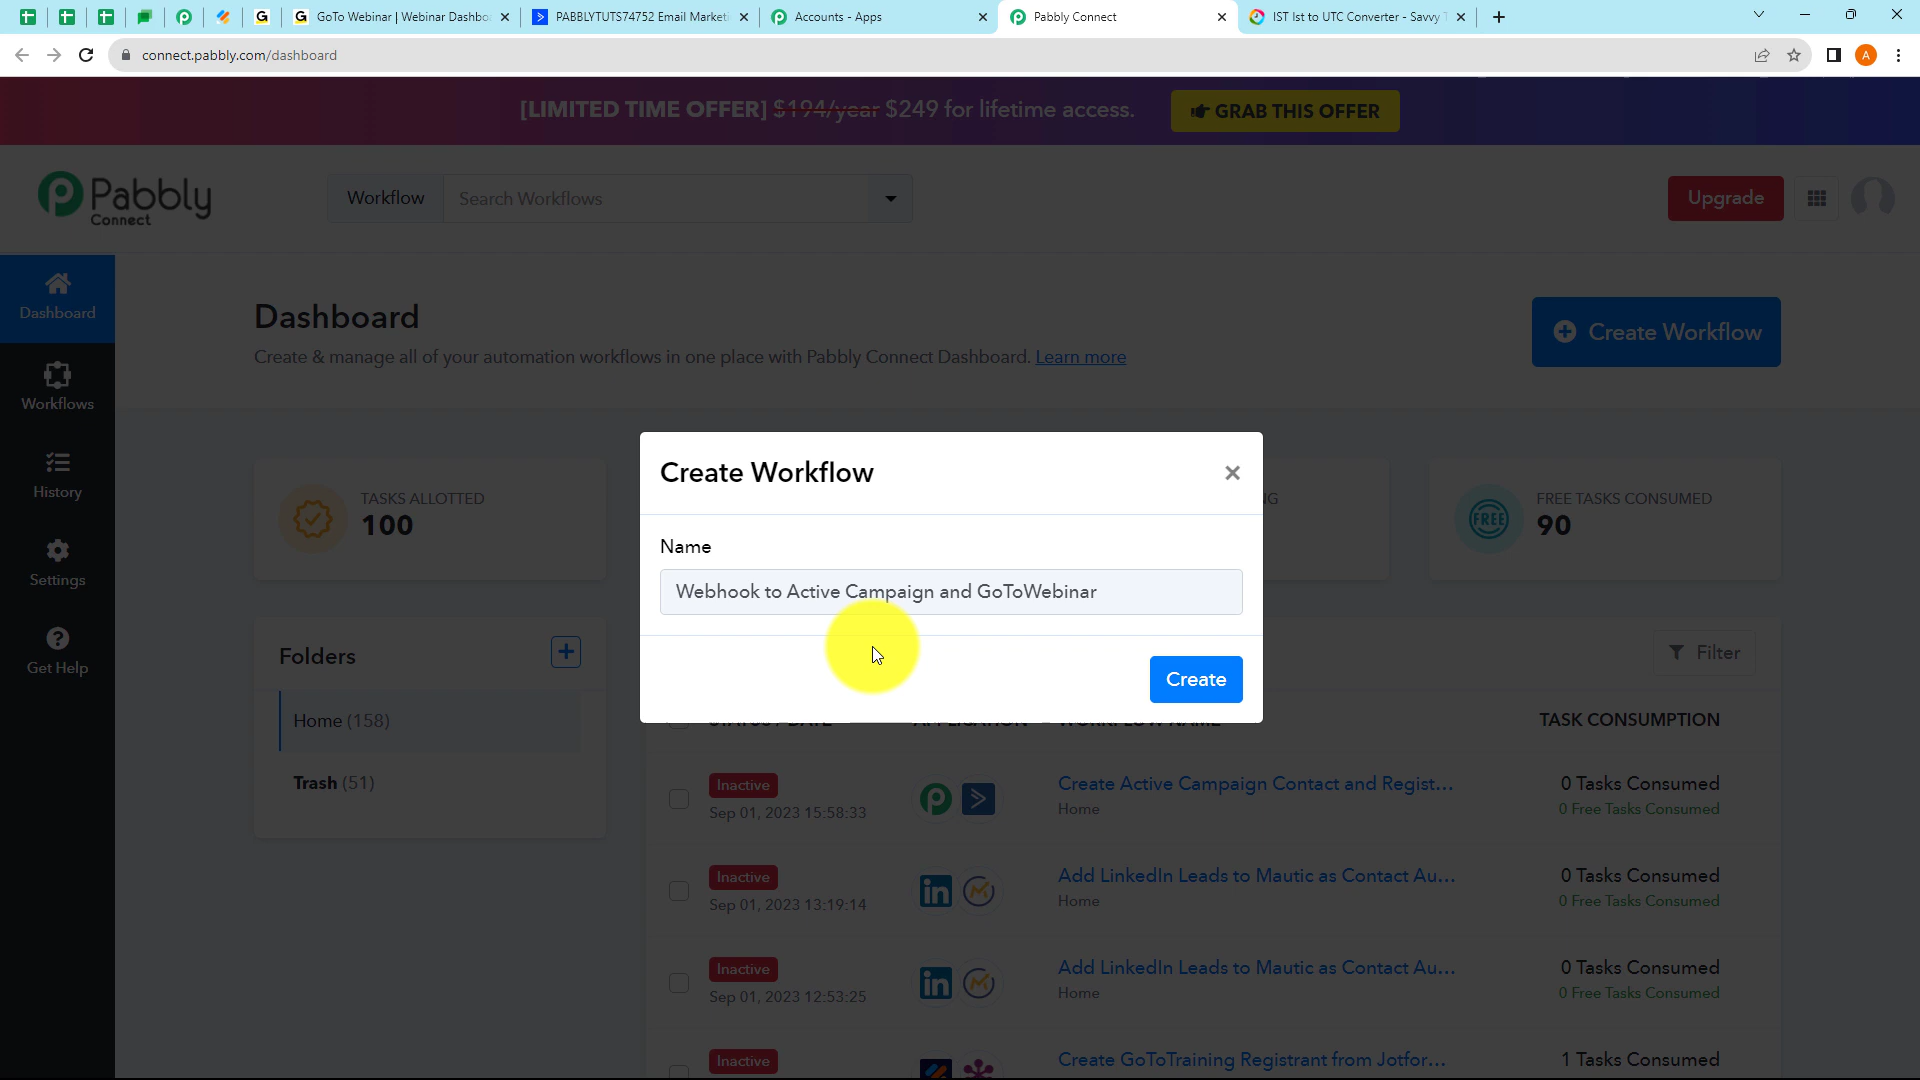 GoTo Webinar | Webinar Dashbo
PABBLYTUTS74752 Email Marketi
Accounts - Apps
Pabbly Connect
IST Ist to UTC Converter - Savvy T
connect.pabbly.com/dashboard
A
[LIMITED TIME OFFER] $194/year $249 for lifetime access.
GRAB THIS OFFER
Pabbly
Connect
Workflow
Search Workflows
Upgrade
Dashboard
Workflows
History
Settings
Get Help
Dashboard
Create & manage all of your automation workflows in one place with Pabbly Connect Dashboard. Learn more
Create Workflow
TASKS ALLOTTED
100
NG
FREE
FREE TASKS CONSUMED
90
Create Workflow
Name
Webhook to Active Campaign and GoToWebinar
Create
Folders
Home (158)
Trash (51)
Filter
TASK CONSUMPTION
Inactive
Sep 01, 2023 15:58:33
Create Active Campaign Contact and Regist...
Home
0 Tasks Consumed
0 Free Tasks Consumed
Inactive
Sep 01, 2023 13:19:14
Add LinkedIn Leads to Mautic as Contact Au...
Home
0 Tasks Consumed
0 Free Tasks Consumed
Inactive
Sep 01, 2023 12:53:25
Add LinkedIn Leads to Mautic as Contact Au...
Home
0 Tasks Consumed
0 Free Tasks Consumed
Inactive
Create GoToTraining Registrant from Jotfor...
1 Tasks Consumed